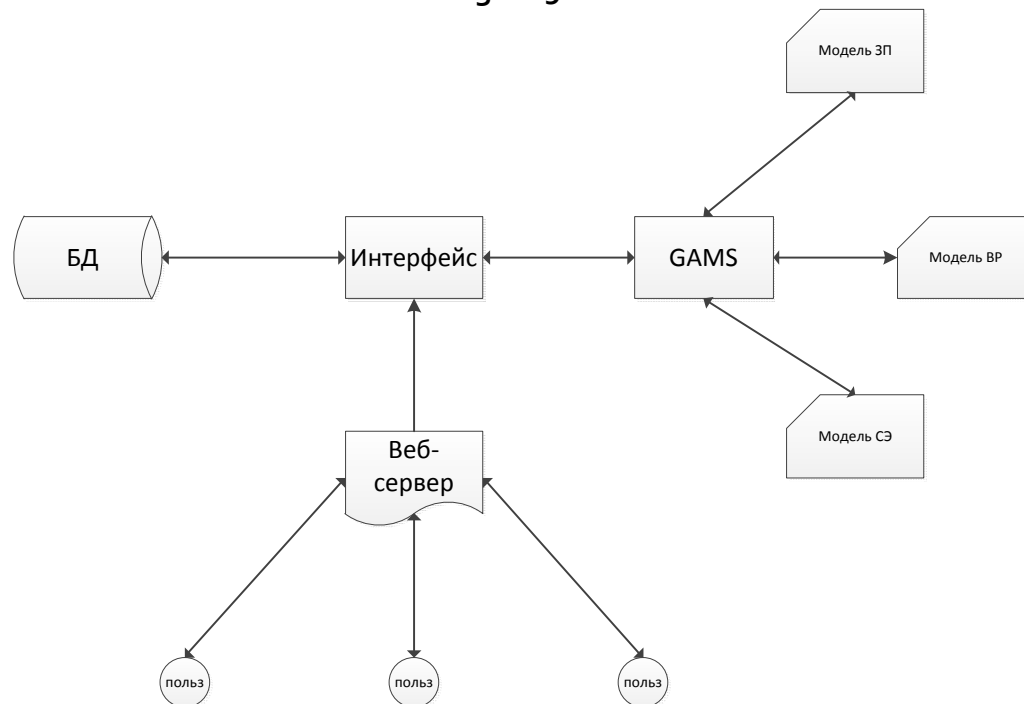 Модель ЗП
БД
Интерфейс
GAMS
Модель ВР
Веб-
сервер
Модель СЭ
польз
польз
польз